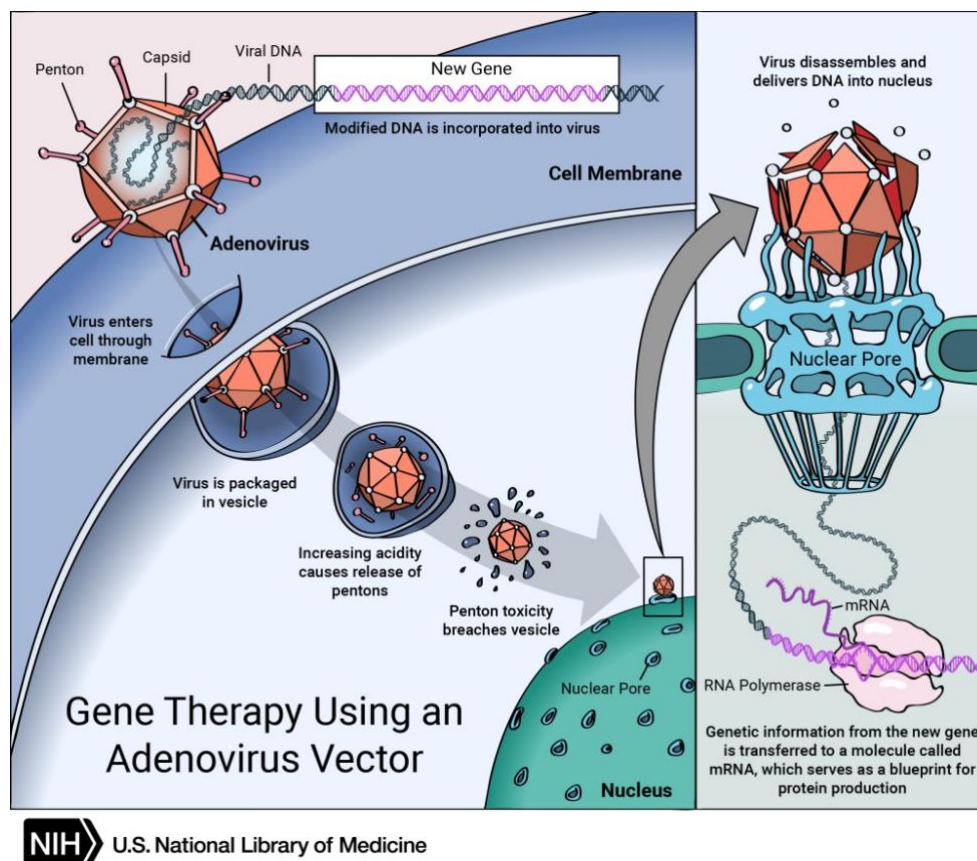 Penton
Capsid
Viral DNA
New Gene
Modified DNA is incorporated into virus
Cell Membrane
Adenovirus
Virus enters
cell through
membrane
Virus is packaged
in vesicle
Increasing acidity
causes release of
pentons
Penton toxicity
breaches vesicle
Nuclear Pore
Nucleus
Gene Therapy Using an
Adenovirus Vector
Virus disassembles and
delivers DNA into nucleus
Nuclear Pore
mRNA
RNA Polymerase
Genetic information from the new gene
is transferred to a molecule called
mRNA, which serves as a blueprint for
protein production
NIH U.S. National Library of Medicine